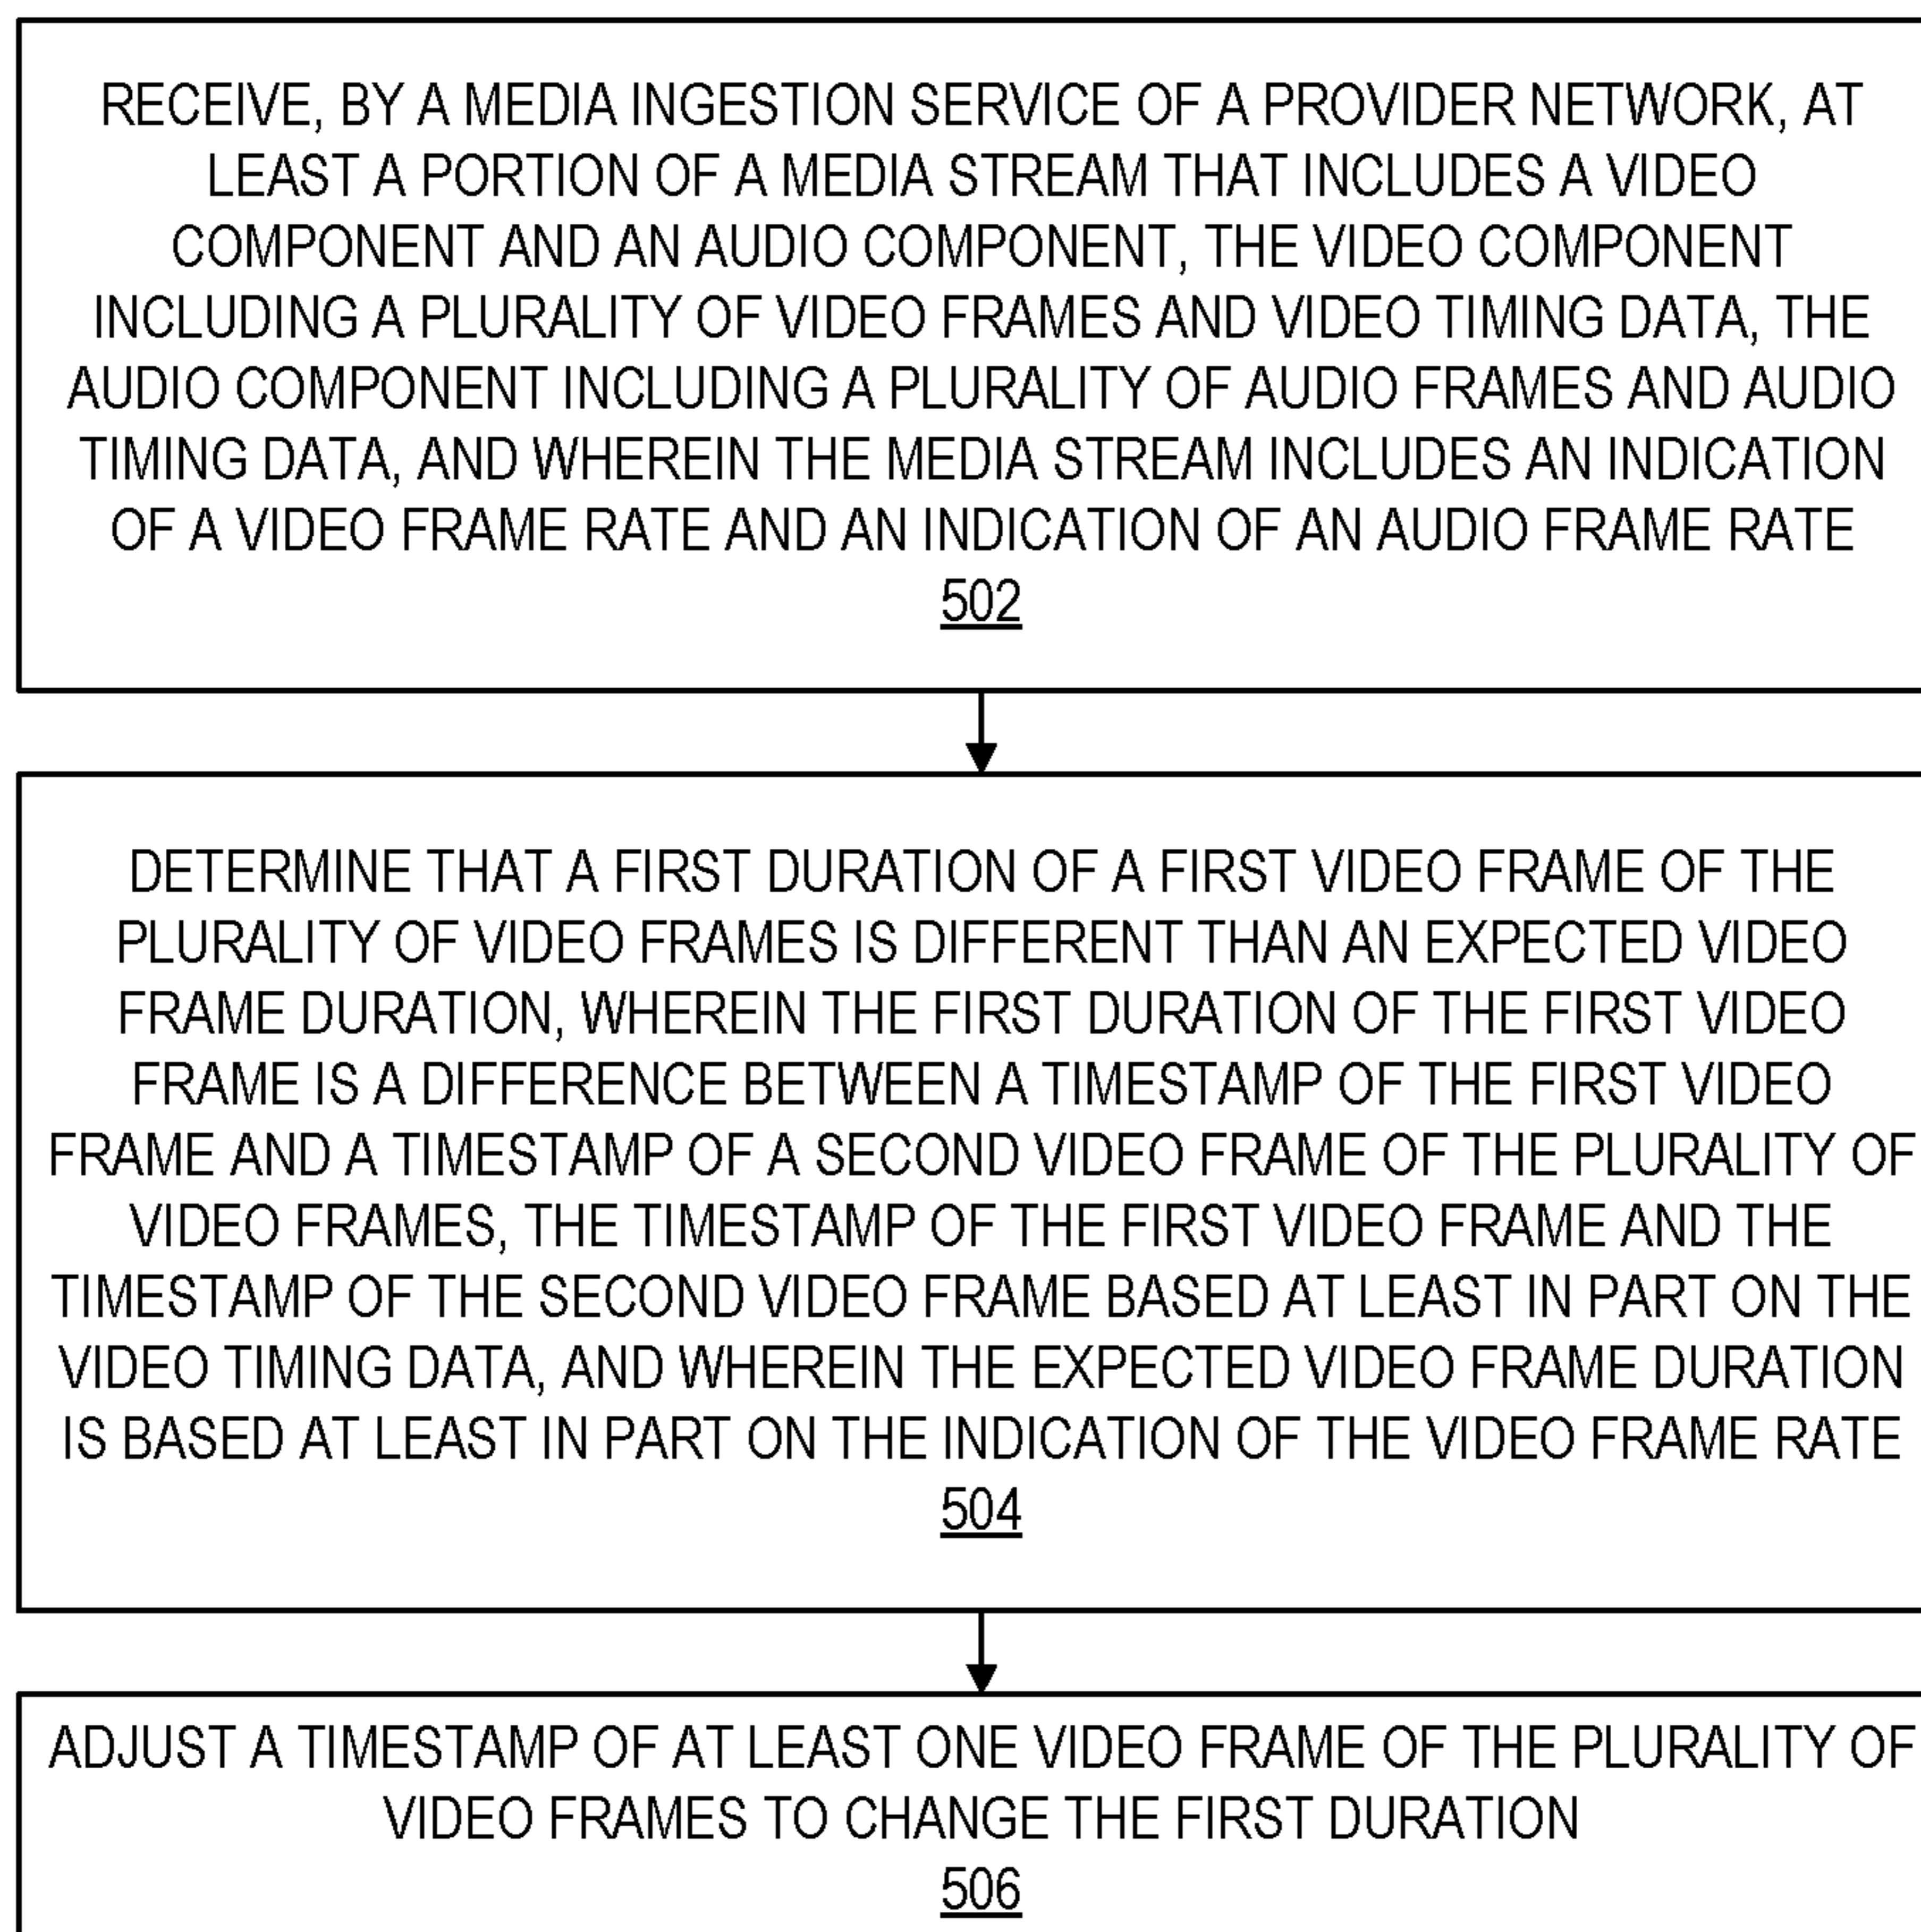 RECEIVE, BY A MEDIA INGESTION SERVICE OF A PROVIDER NETWORK, AT
LEAST A PORTION OF A MEDIA STREAM THAT INCLUDES A VIDEO
COMPONENT AND AN AUDIO COMPONENT, THE VIDEO COMPONENT
INCLUDING A PLURALITY OF VIDEO FRAMES AND VIDEO TIMING DATA, THE
AUDIO COMPONENT INCLUDING A PLURALITY OF AUDIO FRAMES AND AUDIO
TIMING DATA, AND WHEREIN THE MEDIA STREAM INCLUDES AN INDICATION
OF A VIDEO FRAME RATE AND AN INDICATION OF AN AUDIO FRAME RATE
502
DETERMINE THAT A FIRST DURATION OF A FIRST VIDEO FRAME OF THE
PLURALITY OF VIDEO FRAMES IS DIFFERENT THAN AN EXPECTED VIDEO
FRAME DURATION, WHEREIN THE FIRST DURATION OF THE FIRST VIDEO
FRAME IS A DIFFERENCE BETWEEN A TIMESTAMP OF THE FIRST VIDEO
FRAME AND A TIMESTAMP OF A SECOND VIDEO FRAME OF THE PLURALITY OF
VIDEO FRAMES, THE TIMESTAMP OF THE FIRST VIDEO FRAME AND THE
TIMESTAMP OF THE SECOND VIDEO FRAME BASED AT LEAST IN PART ON THE
VIDEO TIMING DATA, AND WHEREIN THE EXPECTED VIDEO FRAME DURATION
IS BASED AT LEAST IN PART ON THE INDICATION OF THE VIDEO FRAME RATE
504
ADJUST A TIMESTAMP OF AT LEAST ONE VIDEO FRAME OF THE PLURALITY OF
VIDEO FRAMES TO CHANGE THE FIRST DURATION
506